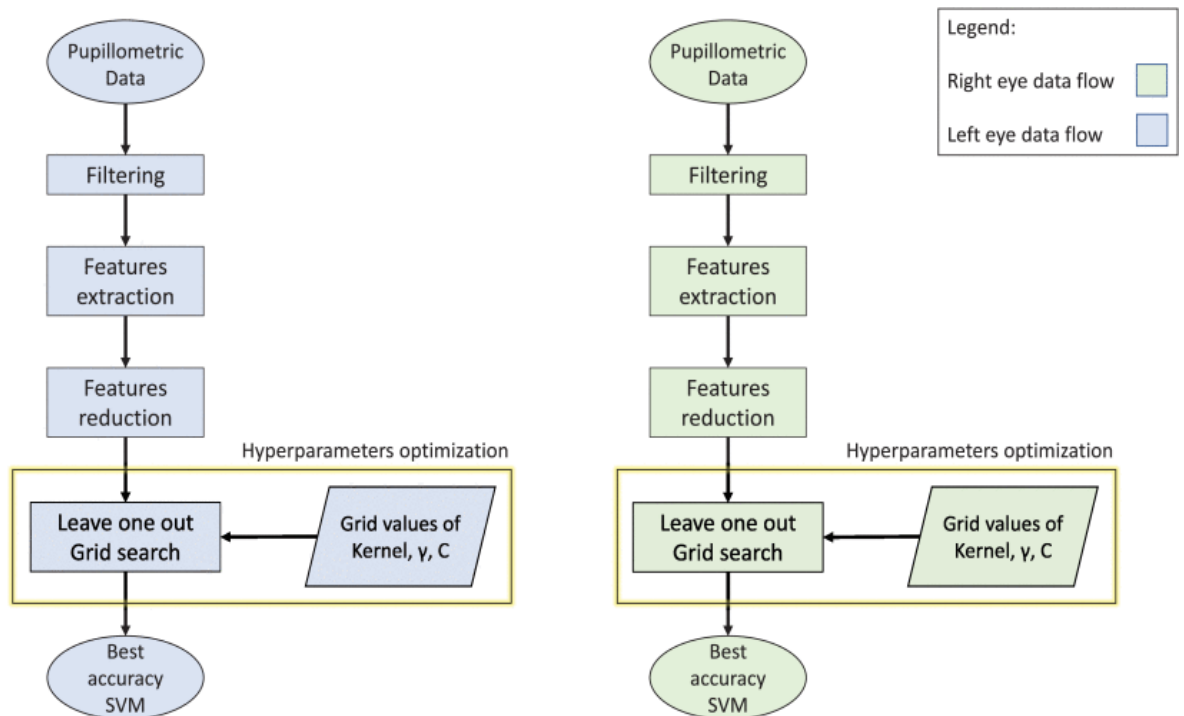 Pupillometric
Data
Filtering
Features
extraction
Features
reduction
Hyperparameters optimization
Leave one out
Grid search
Grid values of
Kernel, γ, C
Best
accuracy
SVM
Pupillometric
Data
Filtering
Features
extraction
Features
reduction
Hyperparameters optimization
Leave one out
Grid search
Grid values of
Kernel, γ, C
Best
accuracy
SVM
Legend:
Right eye data flow
Left eye data flow